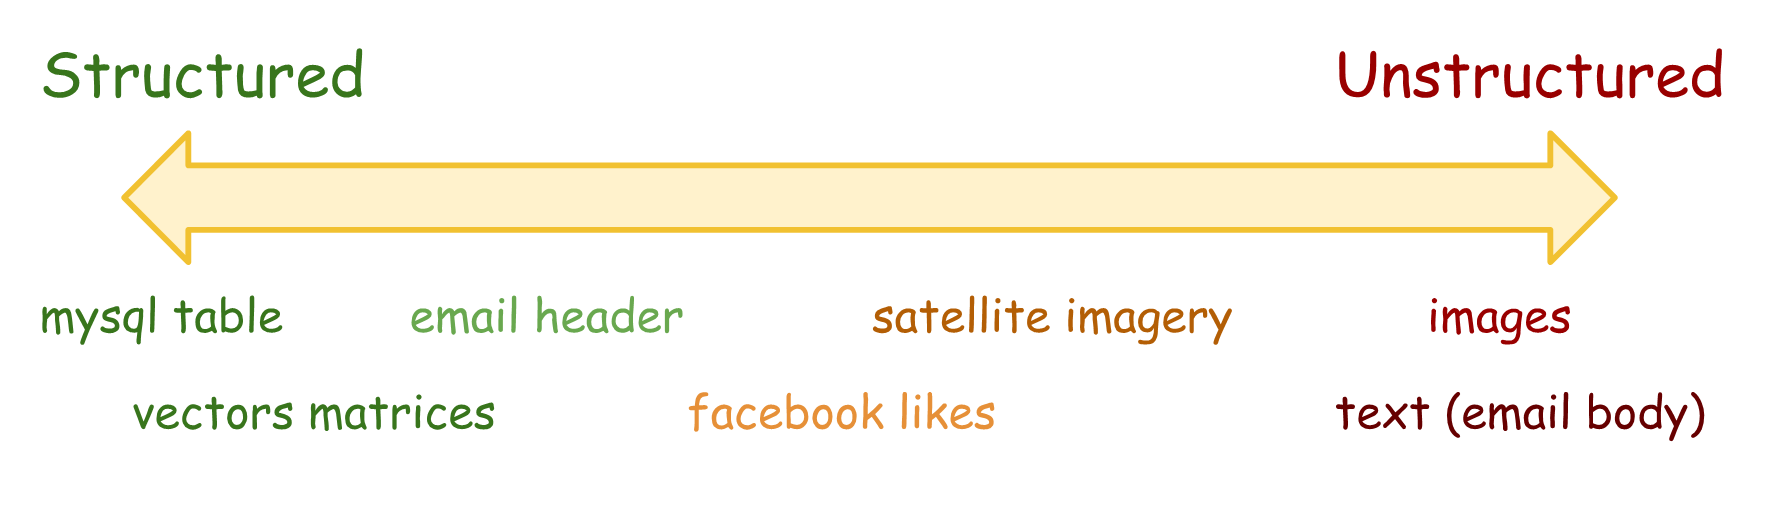 Structured
Unstructured
mysql table
email header
satellite imagery
images
vectors matrices
facebook likes
text (email body)